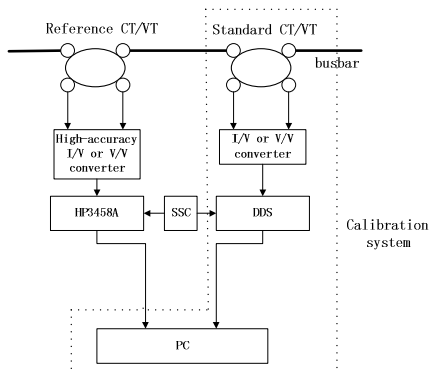 Reference CT/VT
Standard CT/VT
busbar
High-accuracy
I/V or V/V
converter
I/V or V/V
converter
HP3458A
SSC
DDS
Calibration
system
PC